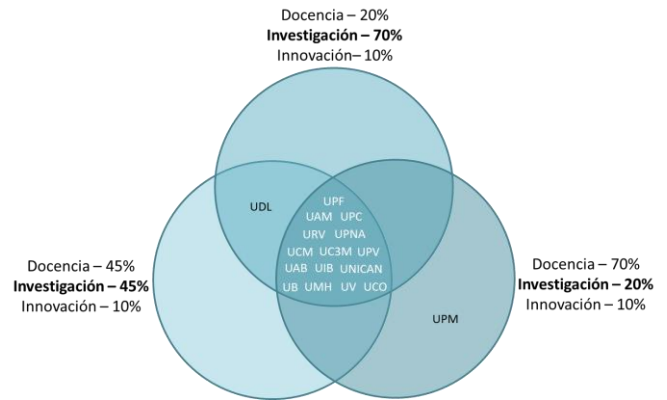 Docencia – 20%
Investigación – 70%
Innovación– 10%
UDL
UPF
UAM UPC
URV UPNA
UCM UC3M UPV
UAB UIB UNICAN
UB UMH UV UCO
Docencia – 45%
Investigación – 45%
Innovación – 10%
Docencia – 70%
Investigación – 20%
Innovación – 10%
UPM